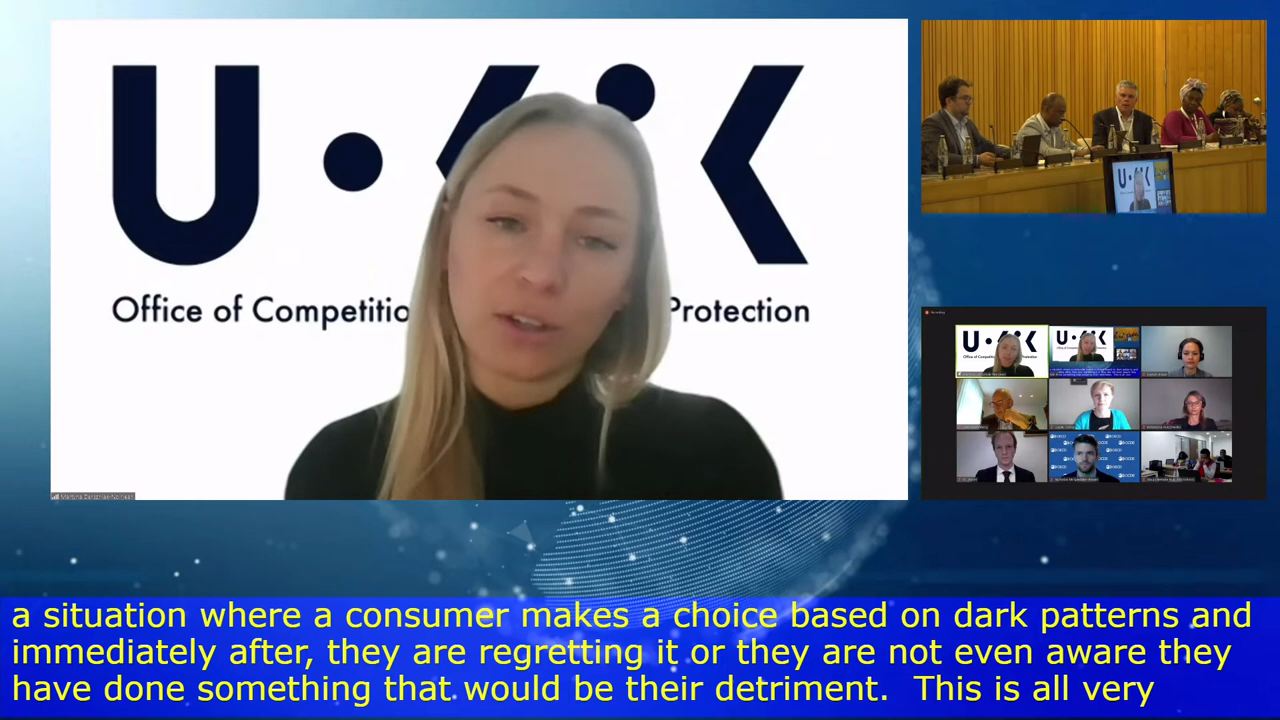 U·
K
Office of Competitio
Protection
a situation where a consumer makes a choice based on dark patterns and
immediately after, they are regretting it or they are not even aware they
have done something that would be their detriment.  This is all very